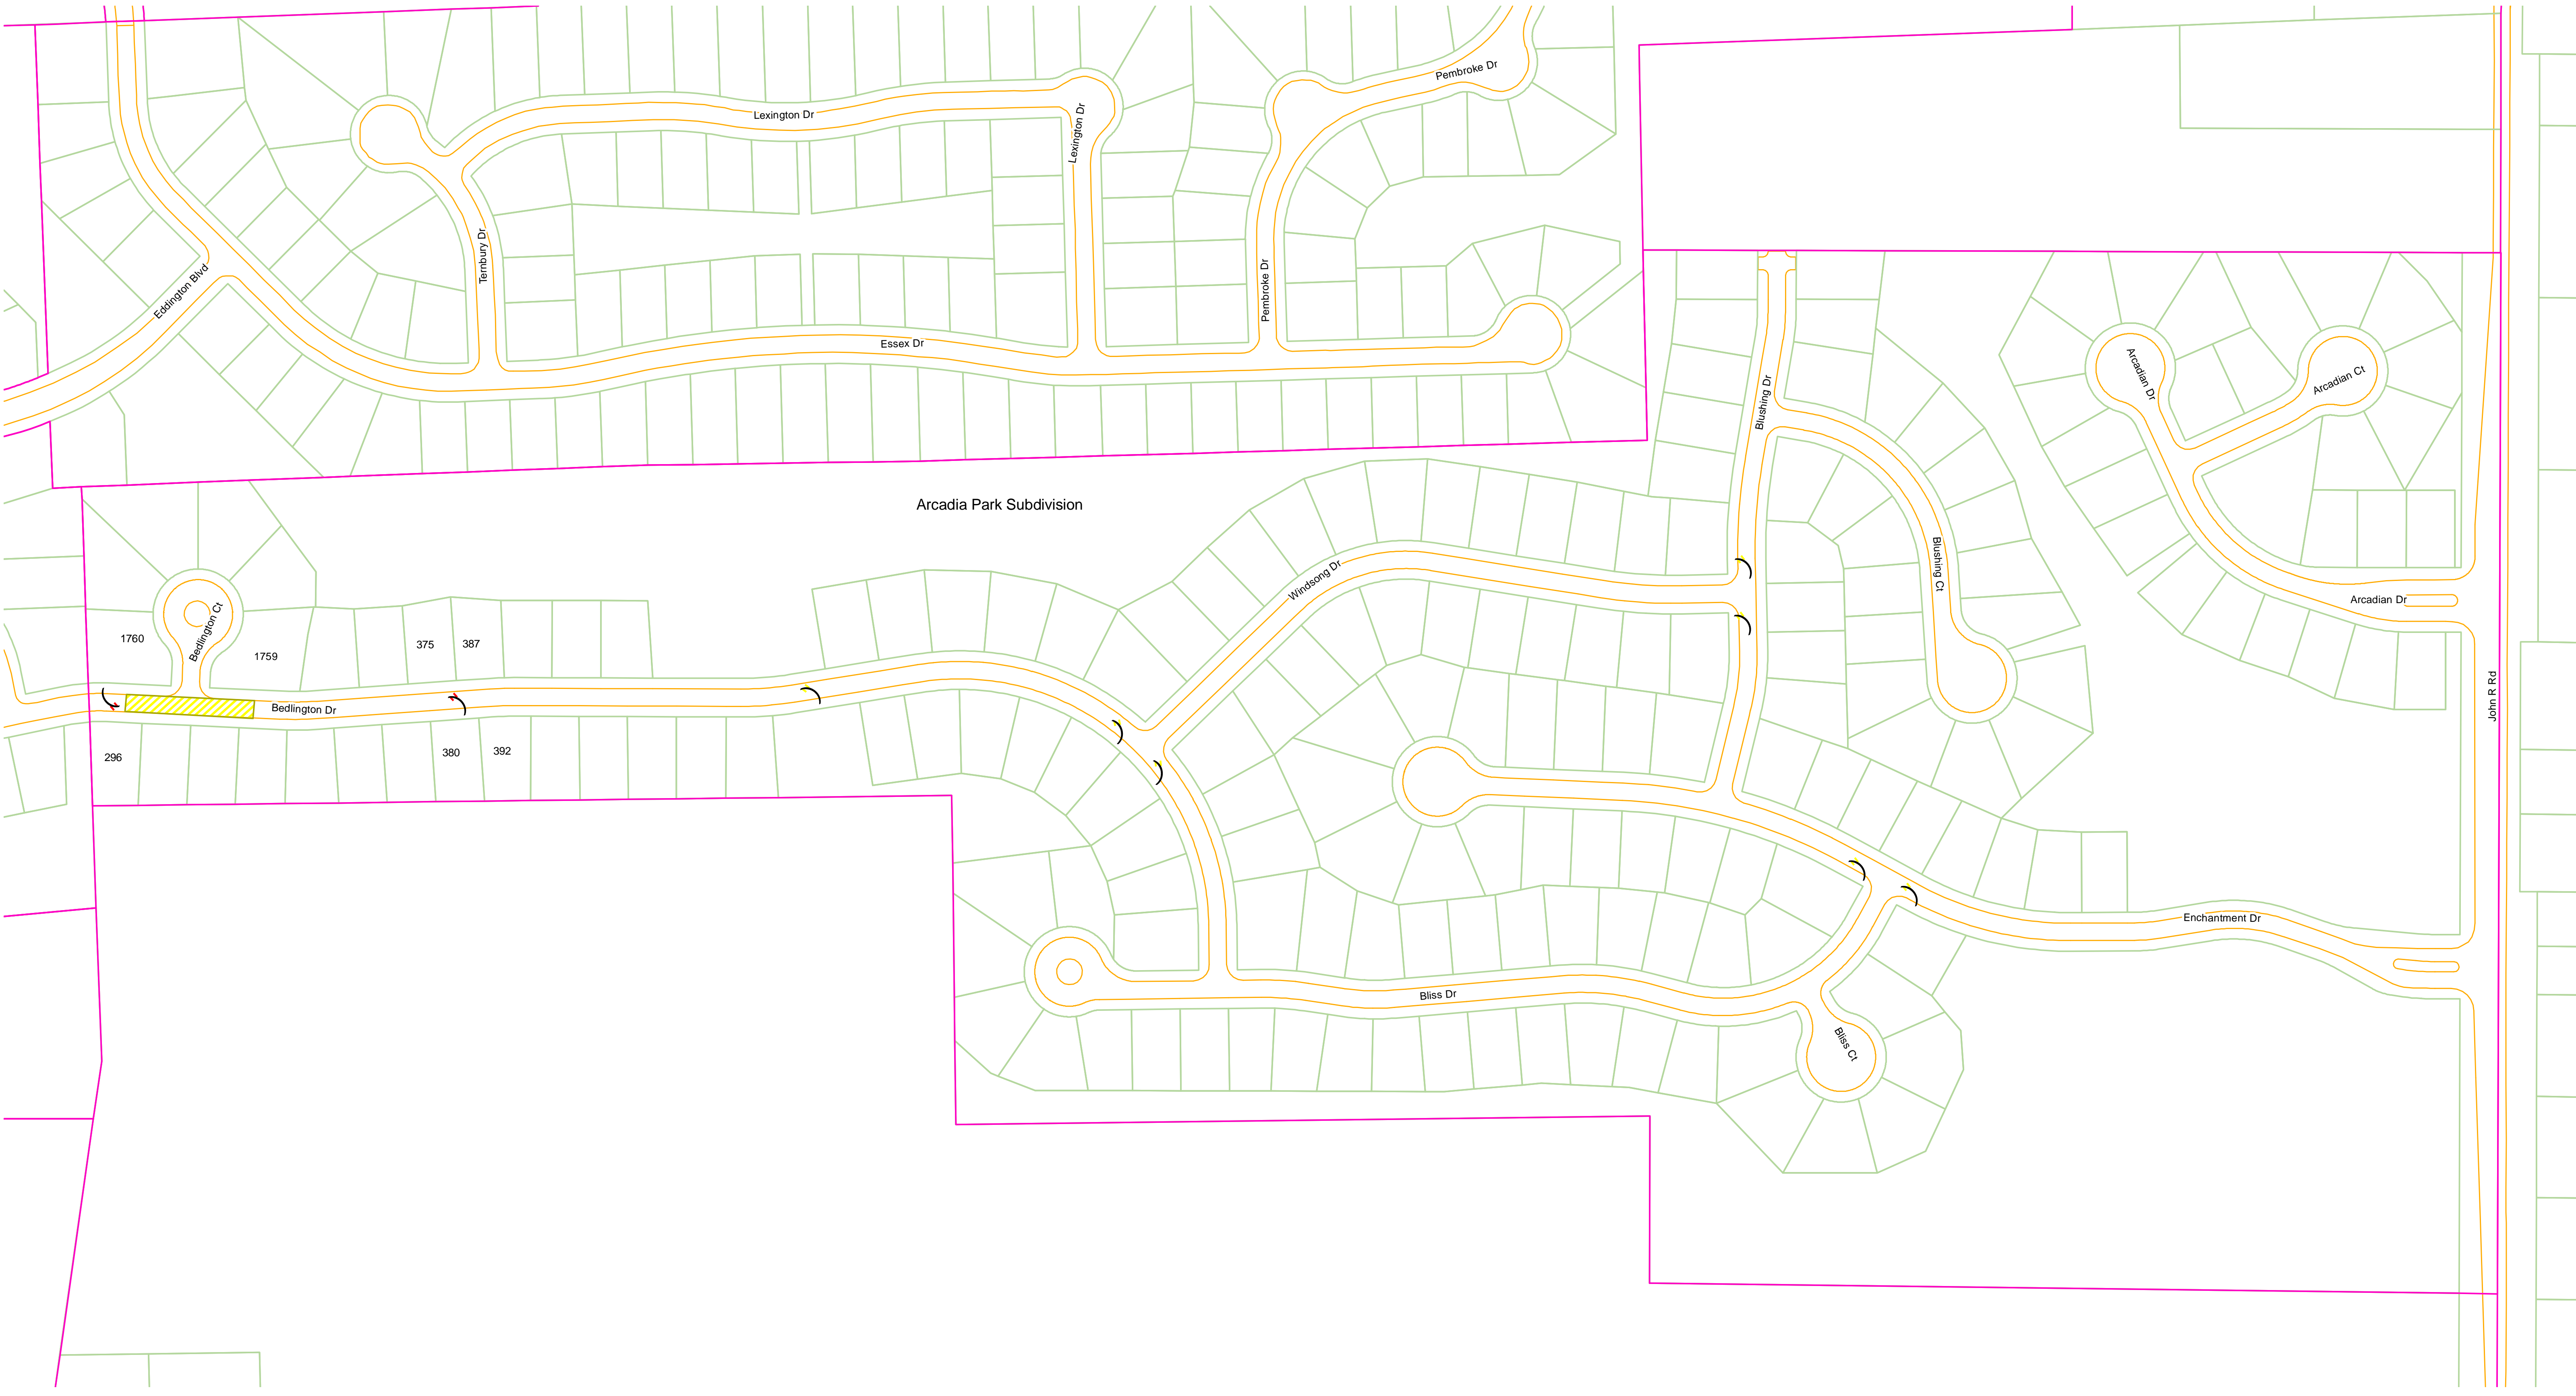 Pembroke Dr
Lexington Dr
Lexington Dr
Ternbury Dr
Eddington Blvd
Pembroke Dr
Essex Dr
Arcadian Dr
Arcadian Ct
Blushing Dr
Arcadia Park Subdivision
Blushing Ct
Windsong Dr
Arcadian Dr
Bedlington Ct
1760
375
387
1759
John R Rd
Bedlington Dr
380
392
296
Enchantment Dr
Bliss Dr
Bliss Ct